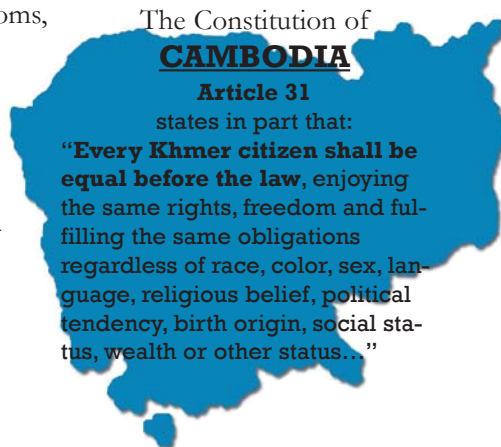 oms,
The Constitution of
CAMBODIA
Article 31
states in part that:
“Every Khmer citizen shall be
equal before the law, enjoying
the same rights, freedom and ful-
filling the same obligations
regardless of race, color, sex, lan-
guage, religious belief, political
tendency, birth origin, social sta-
tus, wealth or other status…”